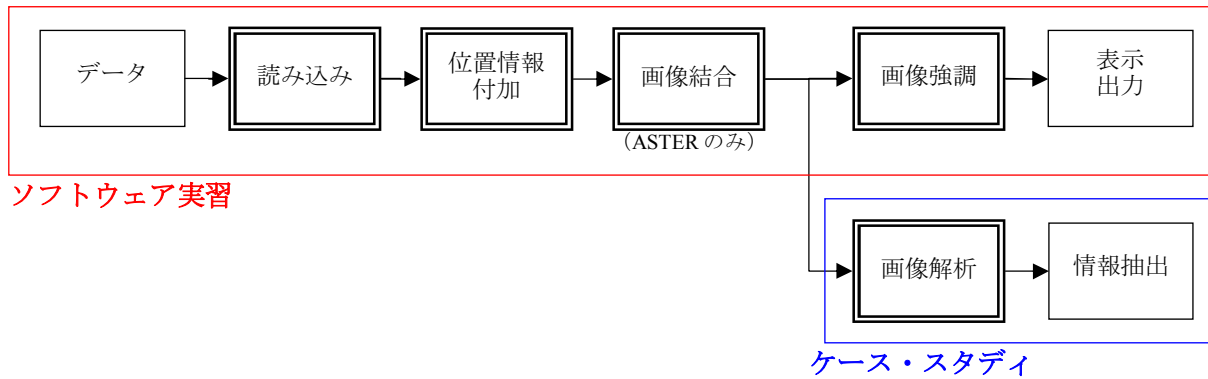 データ
読み込み
位置情報
付加
画像結合
(ASTER のみ)
画像強調
表示
出力
ソフトウェア実習
画像解析
情報抽出
ケース・スタディ